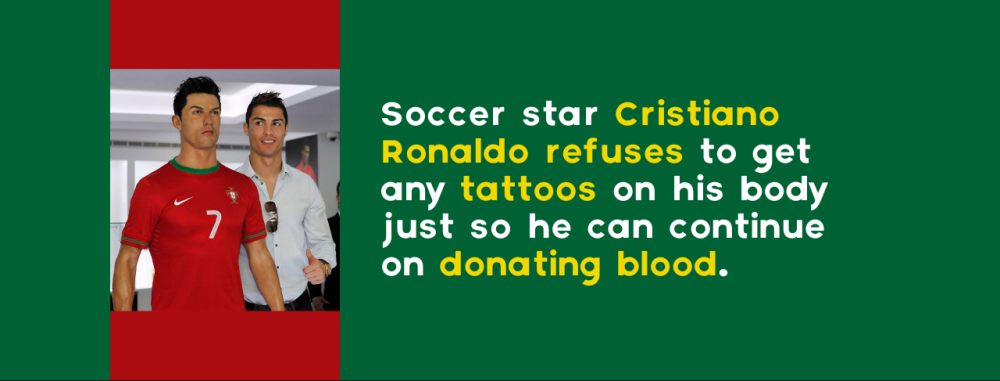 Soccer star Cristiano
Ronaldo refuses to get
any tattoos on his body
just so he can continue
on donating blood.
7